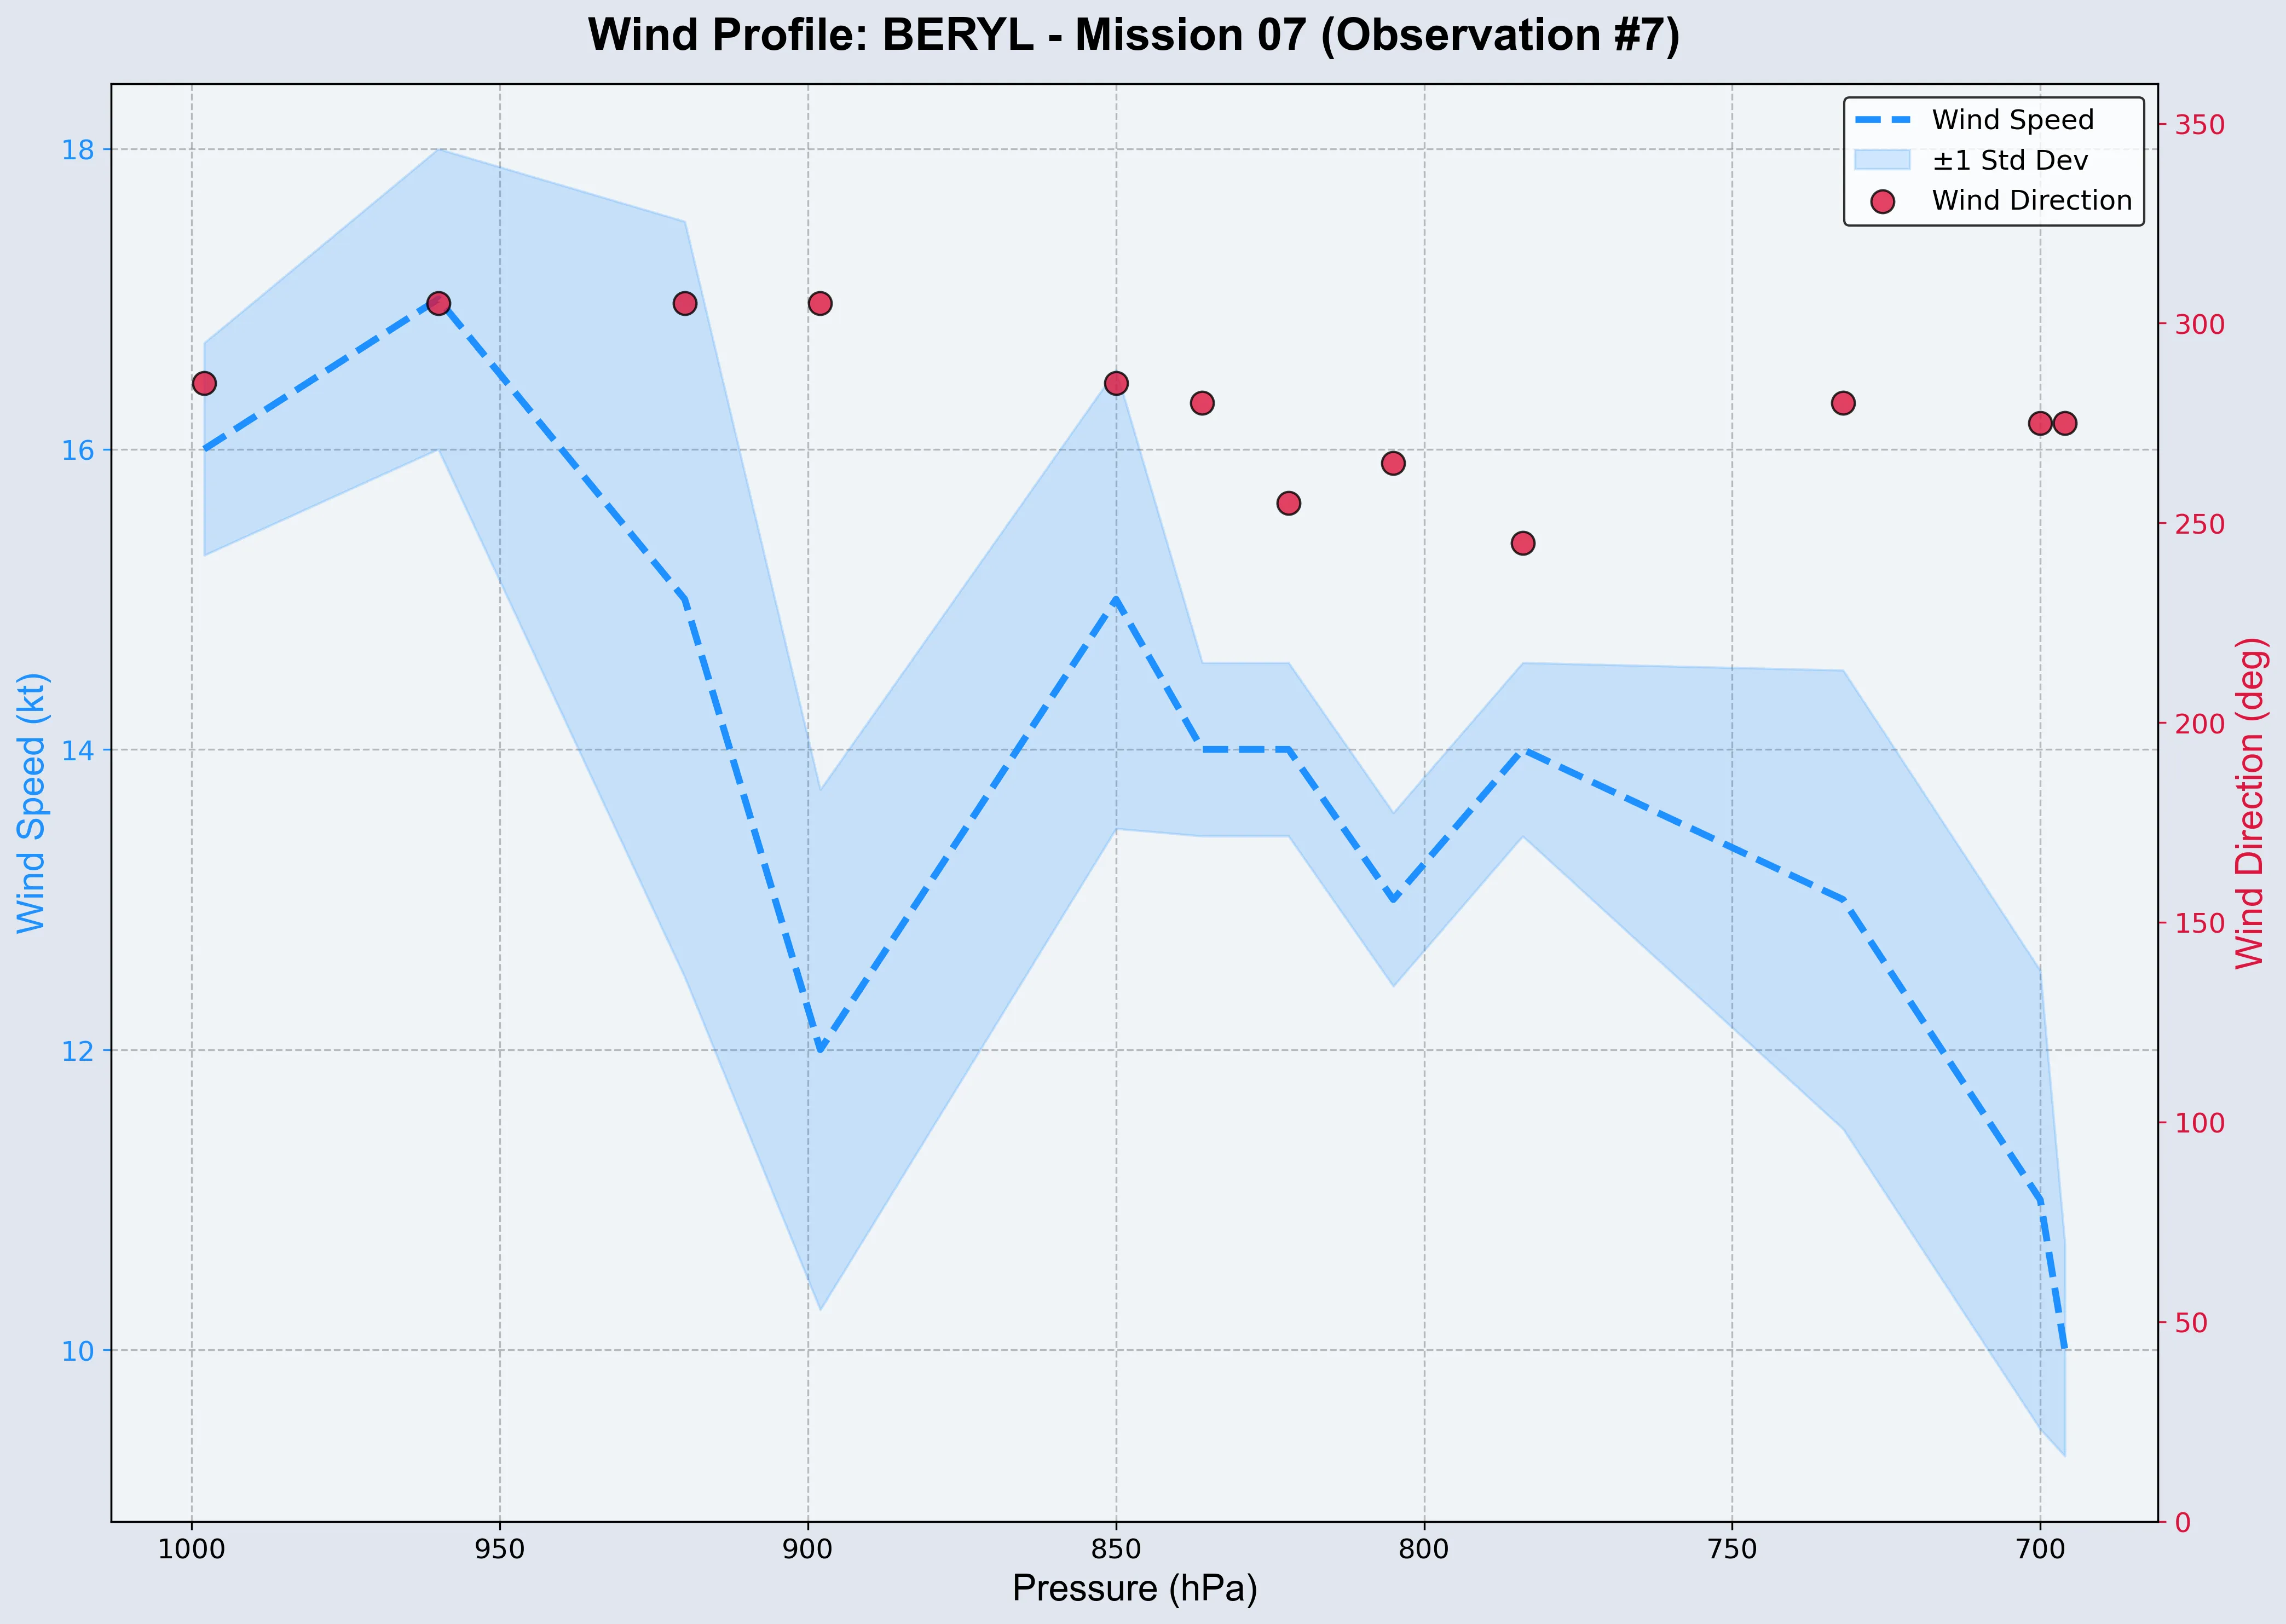 Wind Profile: BERYL - Mission 07 (Observation #7)
Wind Speed
±1 Std Dev
Wind Direction
18
16
14
12
10
Wind Speed (kt)
350
300
250
200
150
100
50
0
Wind Direction (deg)
1000
950
900
850
800
750
700
Pressure (hPa)